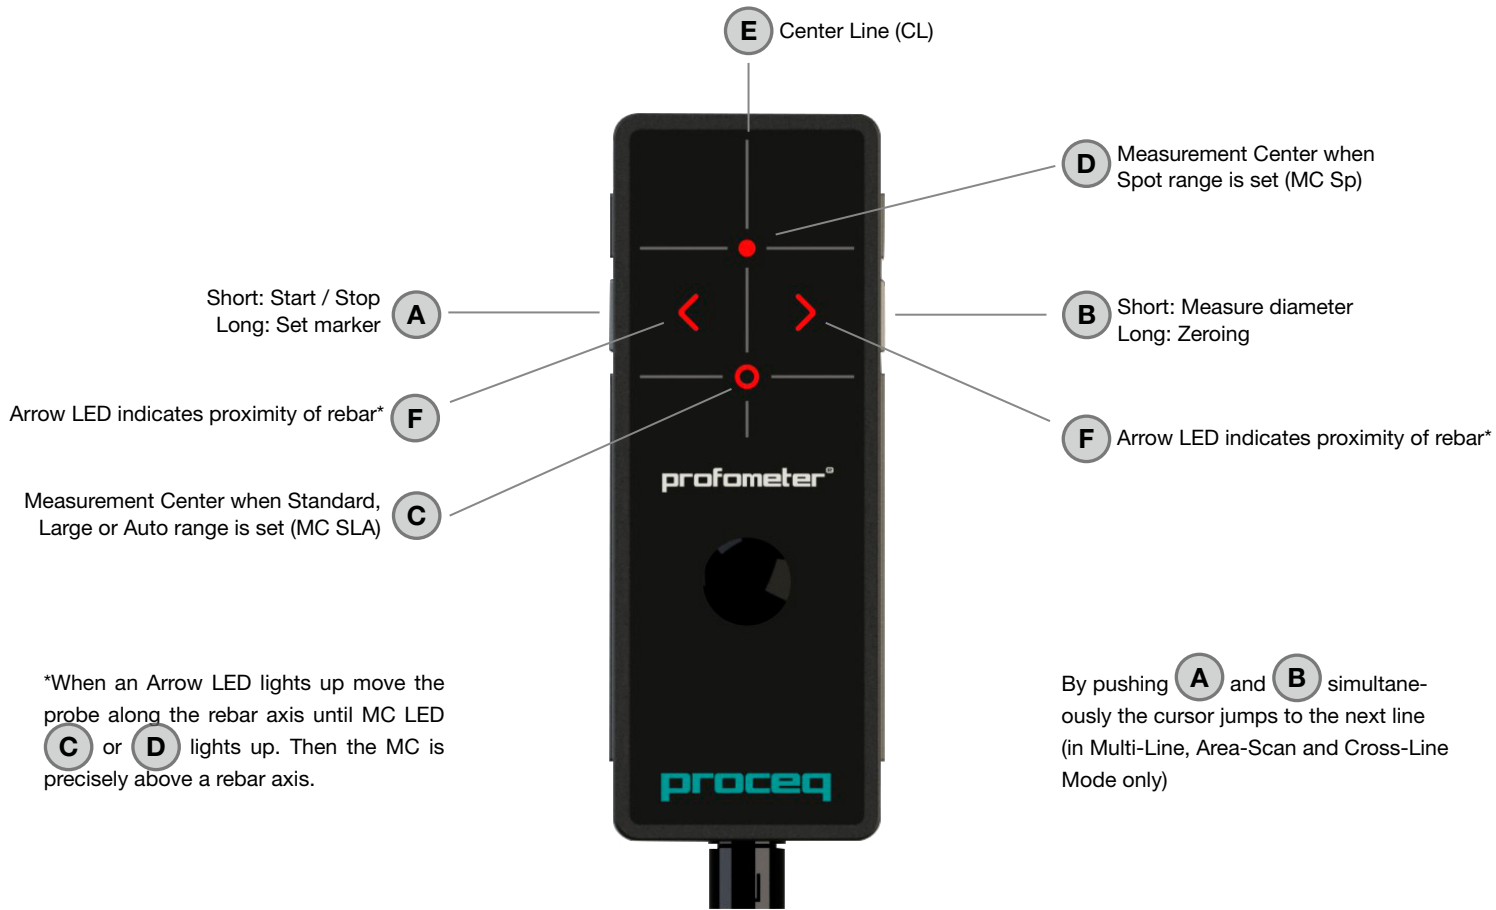 E Center Line (CL)
D Measurement Center when
Spot range is set (MC Sp)
Short: Start / Stop
Long: Set marker
A
B Short: Measure diameter
Long: Zeroing
Arrow LED indicates proximity of rebar* F
F Arrow LED indicates proximity of rebar*
profometer®
Measurement Center when Standard,
Large or Auto range is set (MC SLA)
C
*When an Arrow LED lights up move the
probe along the rebar axis until MC LED
C or D lights up. Then the MC is
precisely above a rebar axis.
By pushing A and B simultane-
ously the cursor jumps to the next line
(in Multi-Line, Area-Scan and Cross-Line
Mode only)
proceq